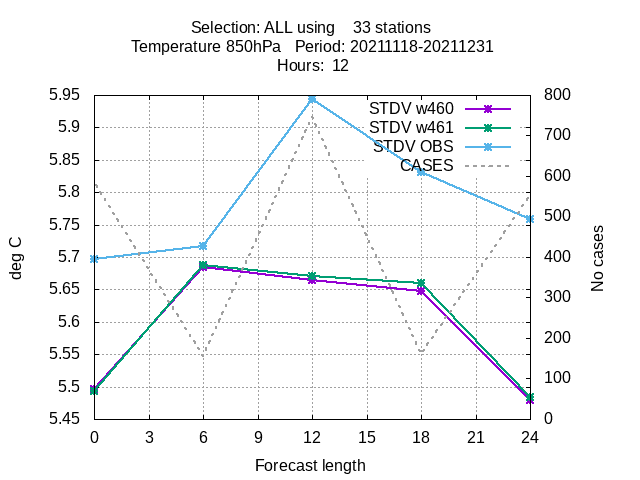 Selection: ALL using    33 stations
Temperature 850hPa   Period: 20211118-20211231
Hours:  12
5.95
5.9
5.85
5.8
5.75
5.7
5.65
5.6
5.55
5.5
5.45
deg C
STDV w460
STDV w461
STDV OBS
CASES
800
700
600
500
400
300
200
100
0
No cases
0 3 6 9 12 15 18 21 24
Forecast length